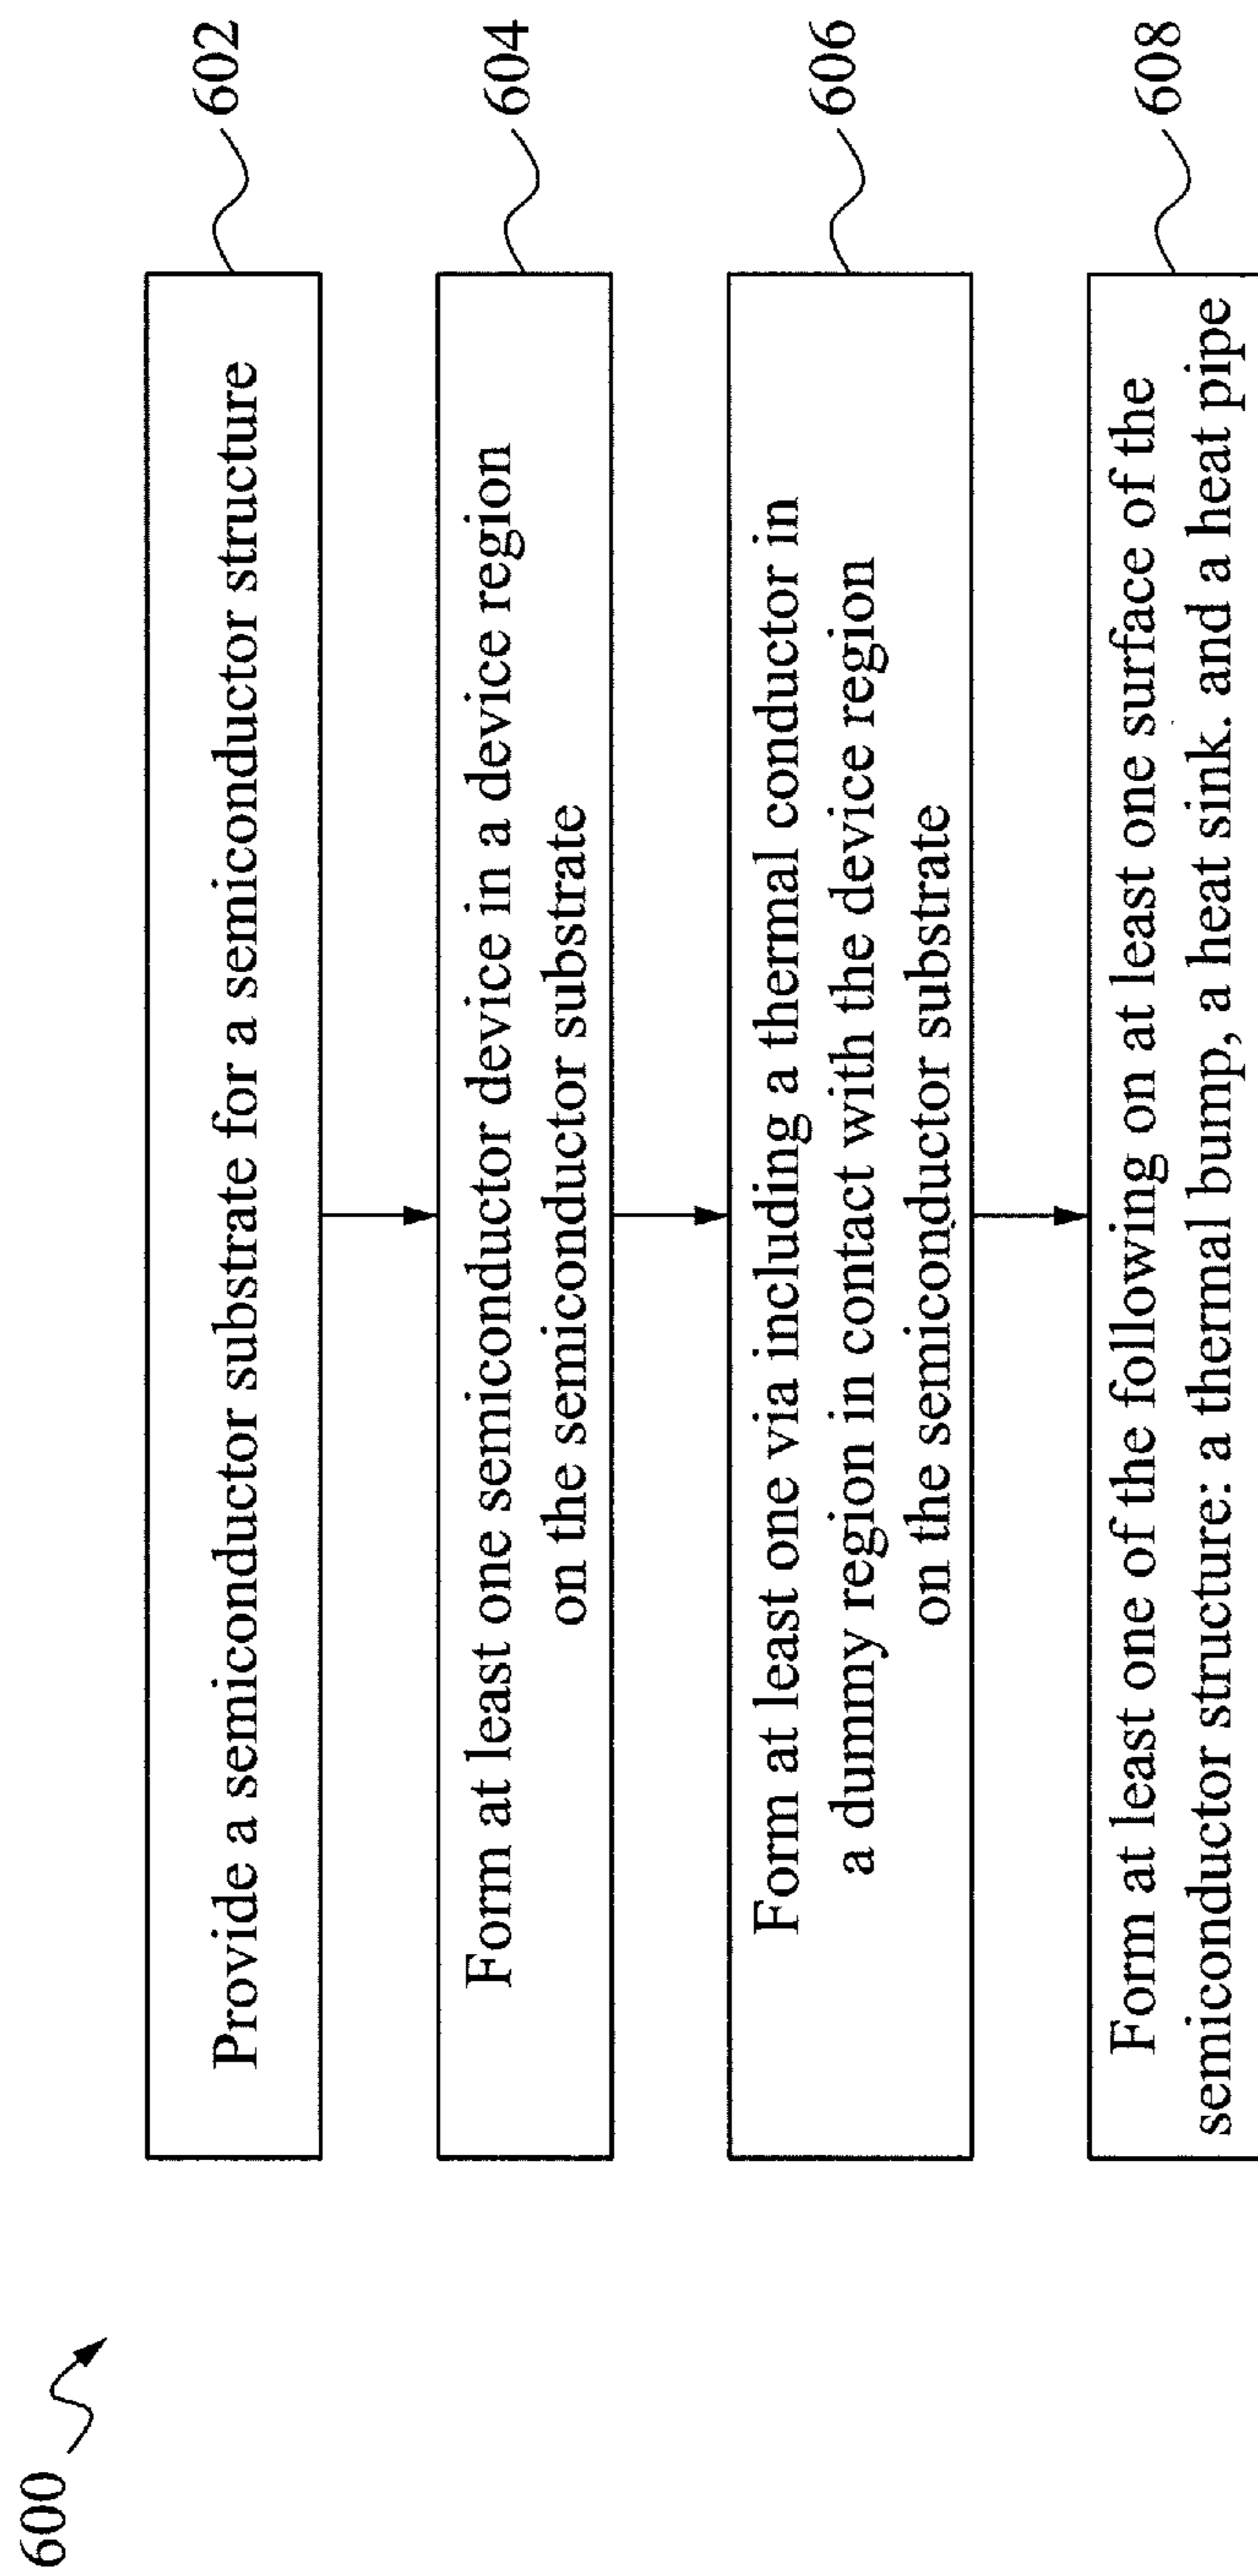 600
Provide a semiconductor substrate for a semiconductor structure
602
Form at least one semiconductor device in a device region
on the semiconductor substrate
604
Form at least one via including a thermal conductor in
a dummy region in contact with the device region
on the semiconductor substrate
606
Form at least one of the following on at least one surface of the
semiconductor structure: a thermal bump, a heat sink. and a heat pipe
608